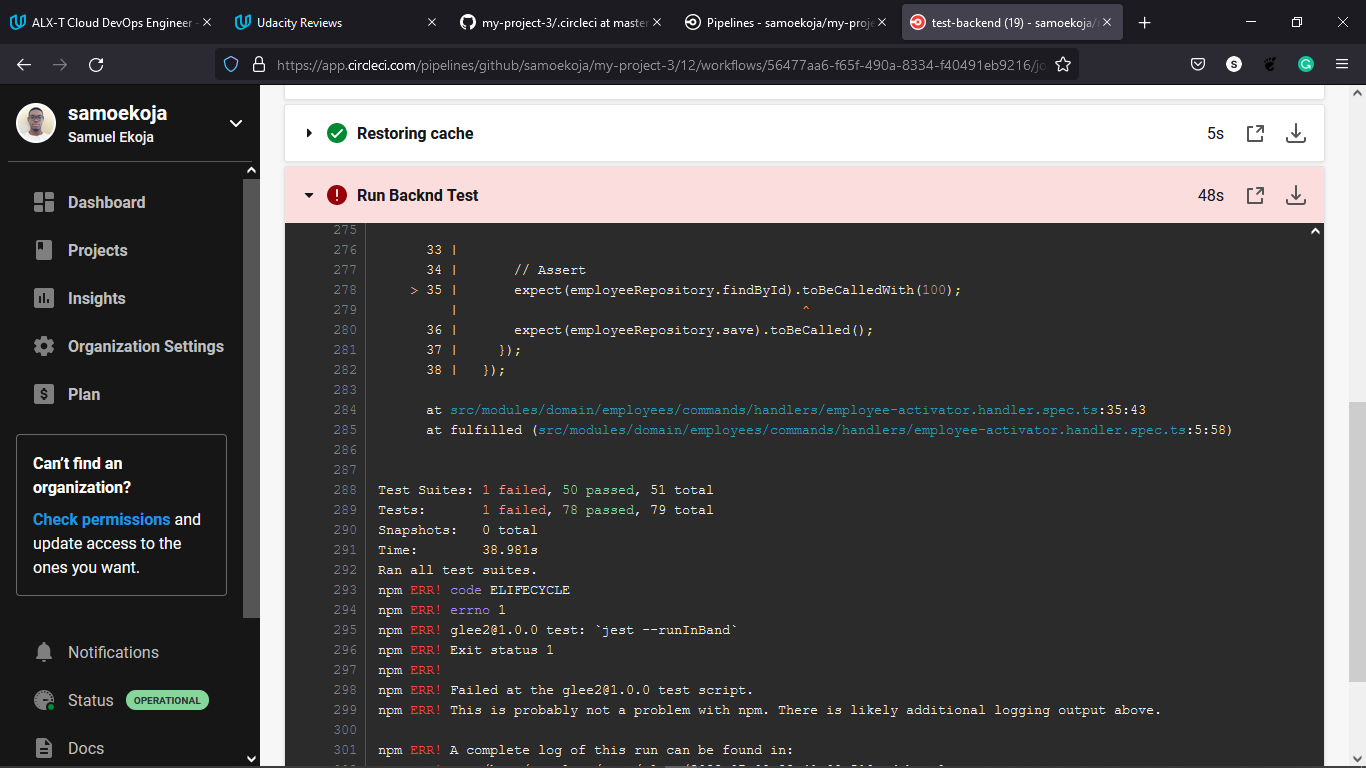 ALX-T Cloud DevOps Engineer -
Udacity Reviews
my-project-3/.circleci at master
Pipelines - samoekoja/my-proje
test-backend (19) - samoekoja/
https://app.circleci.com/pipelines/github/samoekoja/my-project-3/12/workflows/56477aa6-f65f-490a-8334-f40491eb9216/jo
S
G
samoekoja
Samuel Ekoja
Dashboard
Projects
Insights
Organization Settings
Plan
Can't find an
organization?
Check permissions and
update access to the
ones you want.
Notifications
Status OPERATIONAL
Docs
Restoring cache 5s
Run Backnd Test 48s
275
276 33 |
277 34 | // Assert
278 > 35 | expect(employeeRepository.findById).toBeCalledWith(100);
279 | ^
280 36 | expect(employeeRepository.save).toBeCalled();
281 37 | });
282 38 | });
283
284 at src/modules/domain/employees/commands/handlers/employee-activator.handler.spec.ts:35:43
285 at fulfilled (src/modules/domain/employees/commands/handlers/employee-activator.handler.spec.ts:5:58)
286
287
288 Test Suites: 1 failed, 50 passed, 51 total
289 Tests: 1 failed, 78 passed, 79 total
290 Snapshots: 0 total
291 Time: 38.981s
292 Ran all test suites.
293 npm ERR! code ELIFECYCLE
294 npm ERR! errno 1
295 npm ERR! glee2@1.0.0 test: `jest --runInBand`
296 npm ERR! Exit status 1
297 npm ERR!
298 npm ERR! Failed at the glee2@1.0.0 test script.
299 npm ERR! This is probably not a problem with npm. There is likely additional logging output above.
300
301 npm ERR! A complete log of this run can be found in: